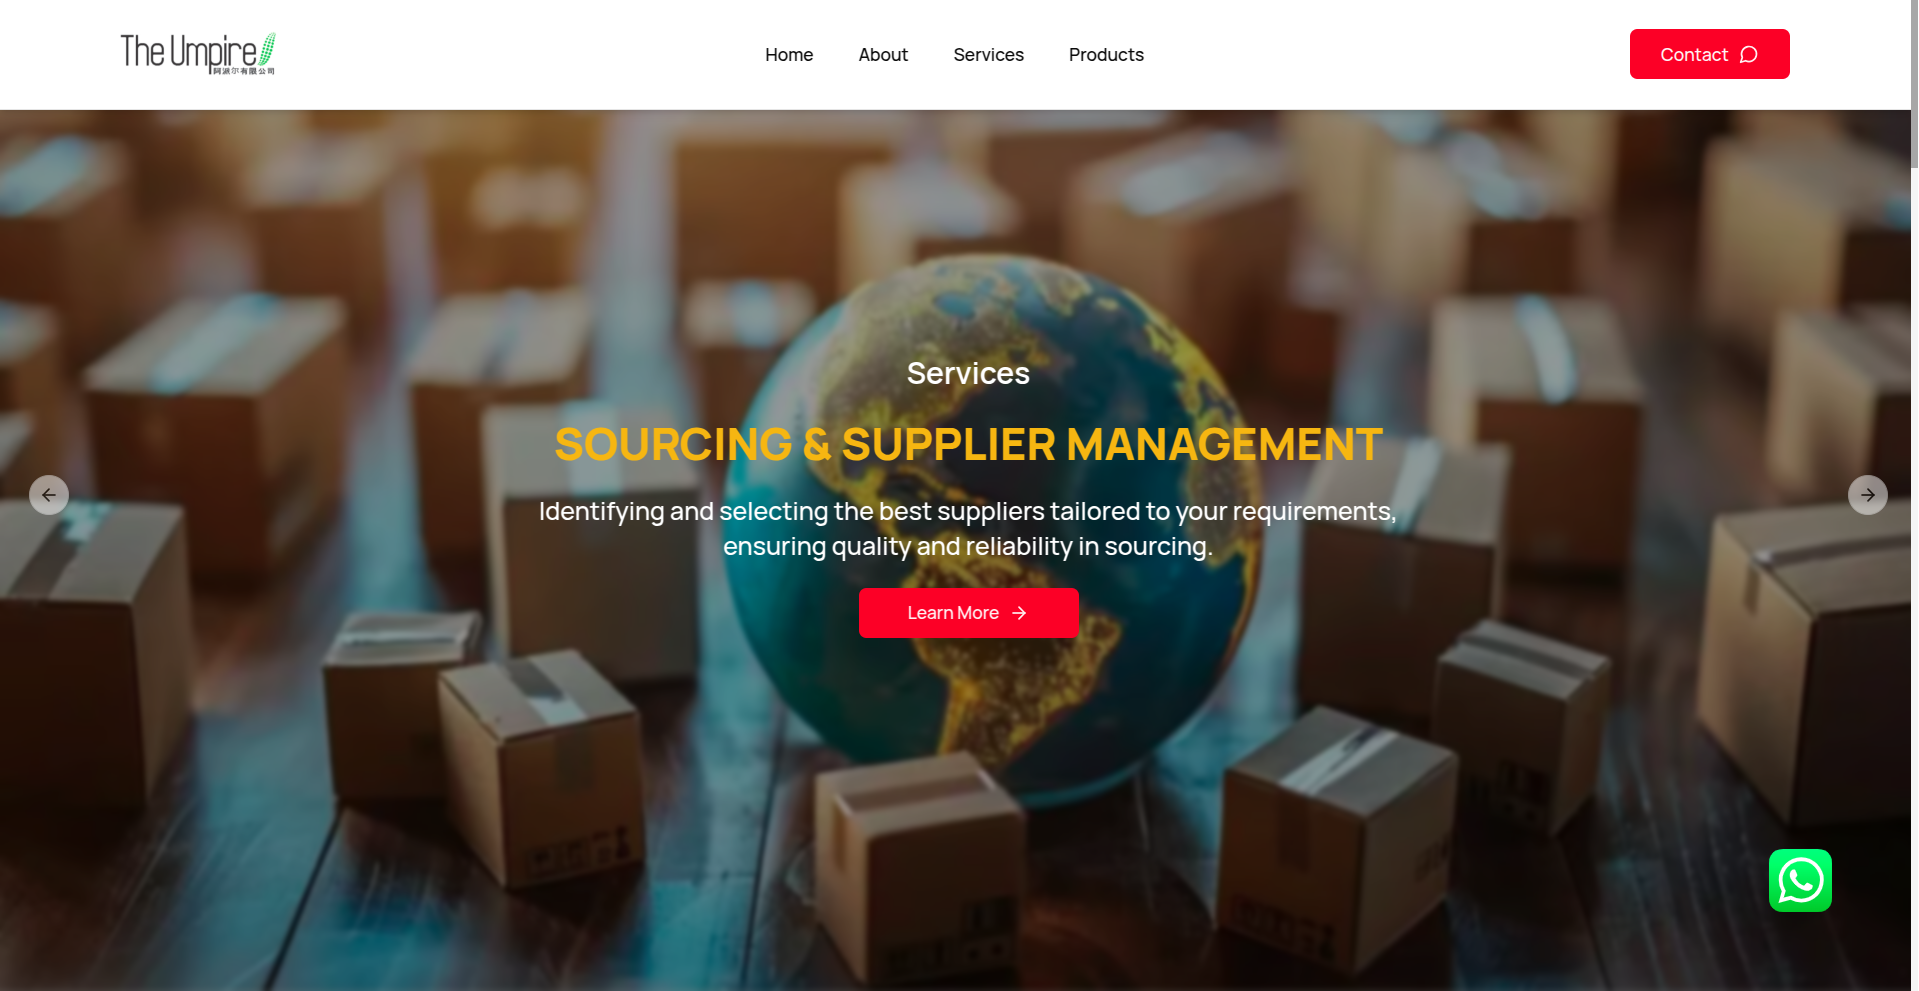 The Umpire
阿派尔有限公司
Home
About
Services
Products
Contact
Services
SOURCING & SUPPLIER MANAGEMENT
Identifying and selecting the best suppliers tailored to your requirements,
ensuring quality and reliability in sourcing.
Learn More